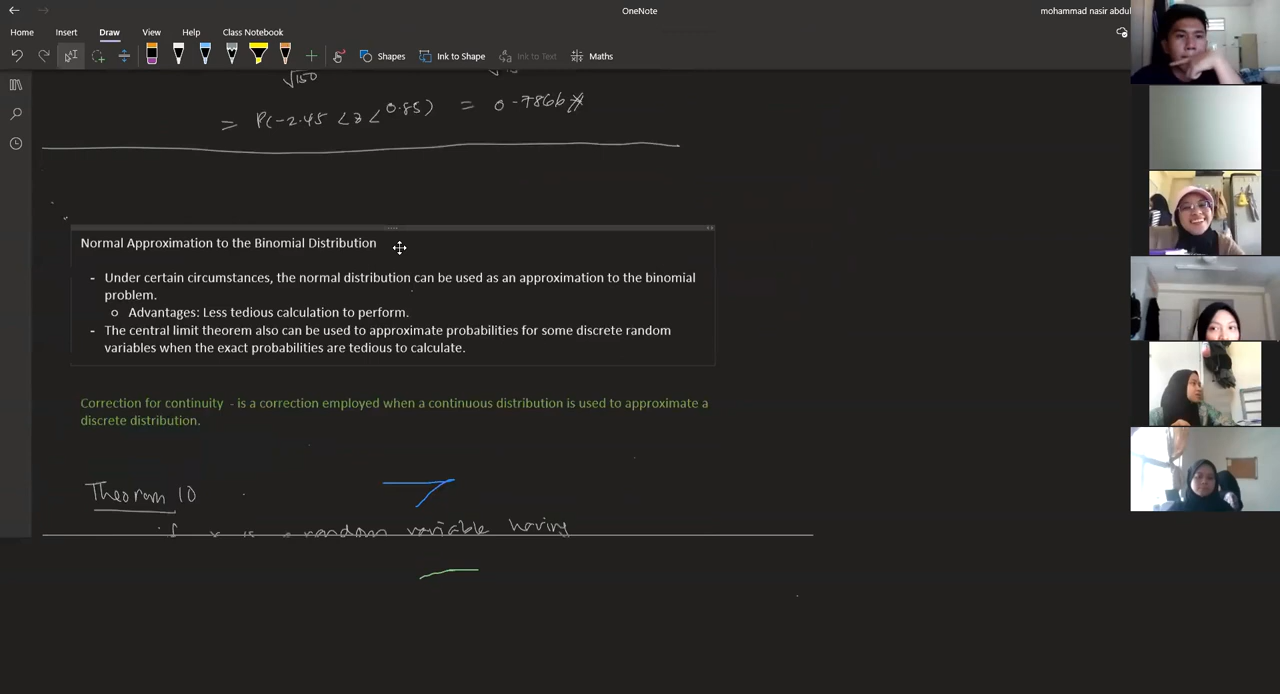 OneNote
mohammad nasir abdul
Home Insert Draw View Help Class Notebook
Shapes Ink to Shape Ink to Text Maths
√150
= P(-2.45 < z < 0.85) = 0.7866
Normal Approximation to the Binomial Distribution
- Under certain circumstances, the normal distribution can be used as an approximation to the binomial
problem.
o Advantages: Less tedious calculation to perform.
- The central limit theorem also can be used to approximate probabilities for some discrete random
variables when the exact probabilities are tedious to calculate.
Correction for continuity - is a correction employed when a continuous distribution is used to approximate a
discrete distribution.
Theorem 10
random variable having